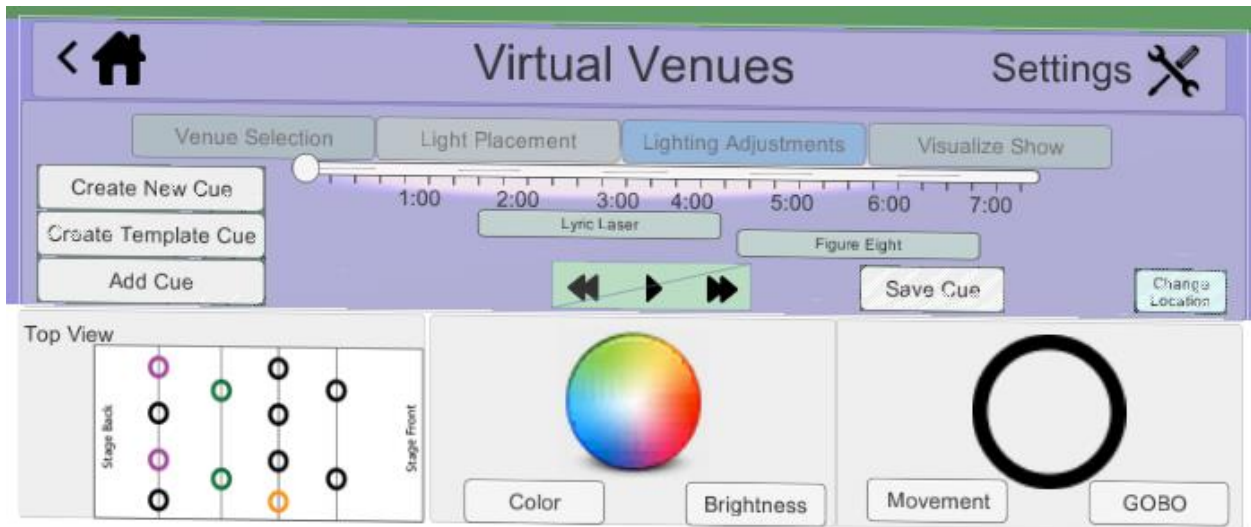 Virtual Venues
Settings
Venue Selection
Light Placement
Lighting Adjustments
Visualize Show
Create New Cue
Create Template Cue
Add Cue
1:00 2:00 3:00 4:00 5:00 6:00 7:00
Lyric Laser
Figure Eight
Save Cue
Change
Location
Top View
Stage Back
Stage Front
Color
Brightness
Movement
GOBO